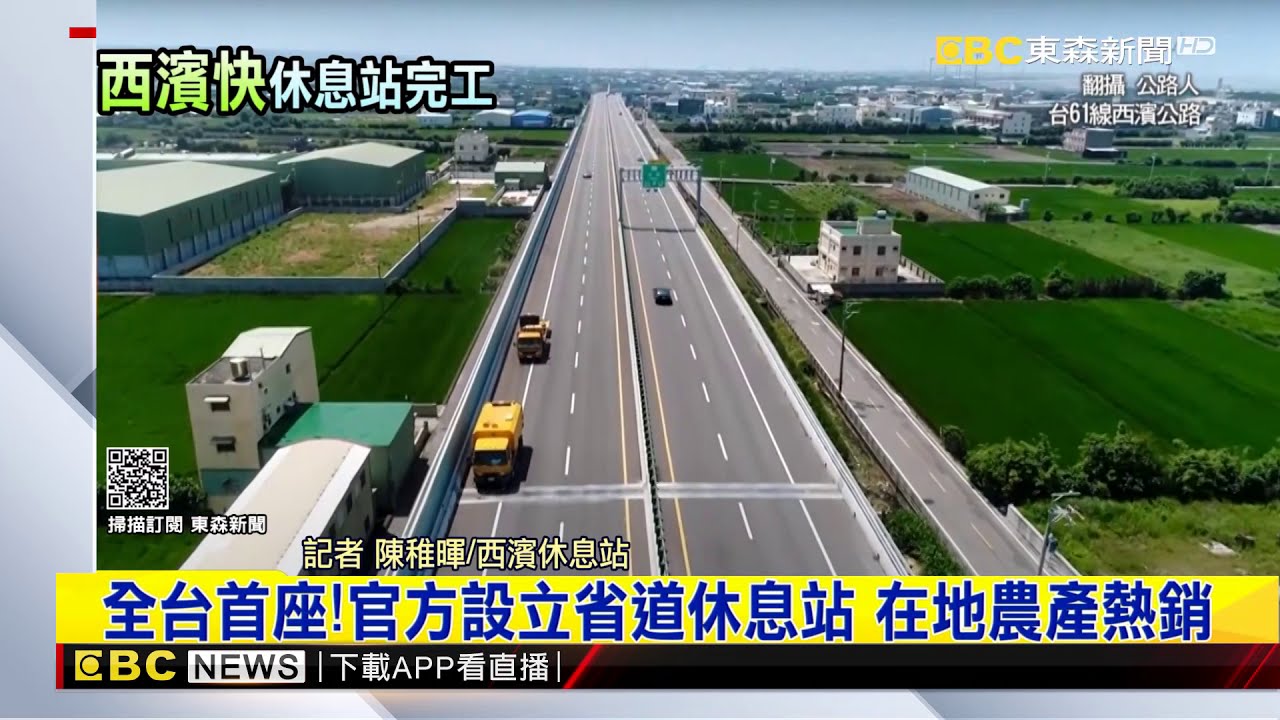 西濱快休息站完工
EBC東森新聞HD
翻攝 公路人
台61線西濱公路
掃描訂閱 東森新聞
記者 陳稚暉/西濱休息站
全台首座!官方設立省道休息站 在地農產熱銷
EBC NEWS 下載APP看直播